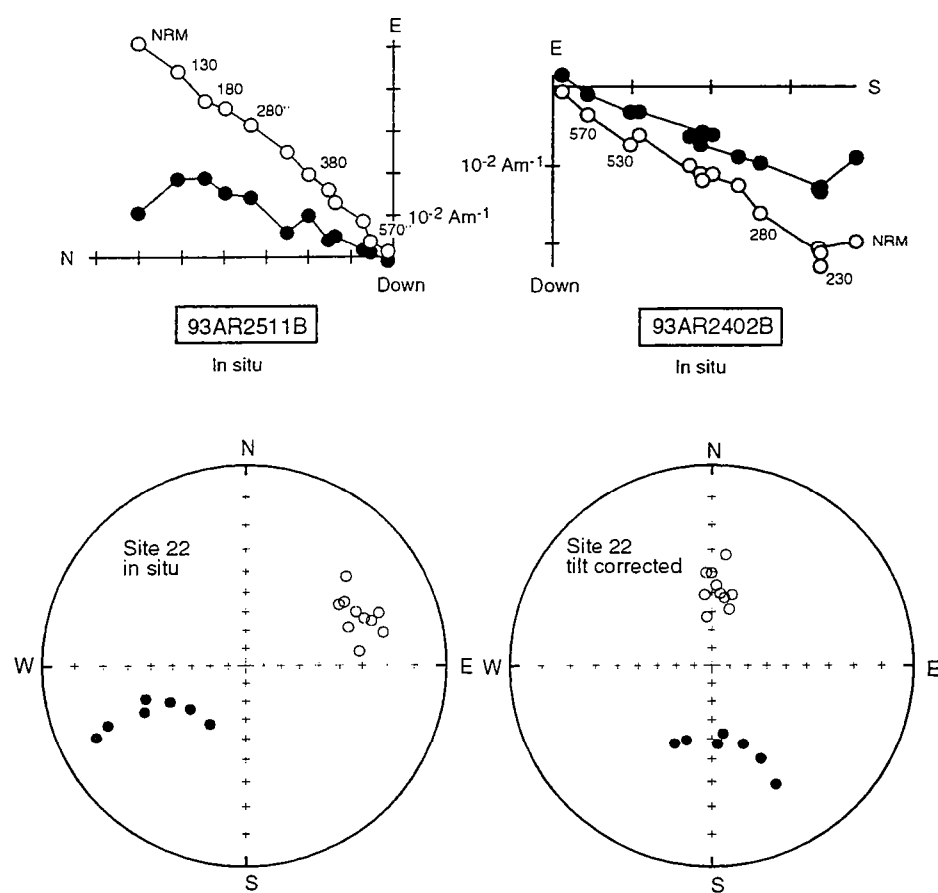 E
NRM
130
180
280''
380
10-2 Am-1
570''
N
Down
93AR2511B
In situ
E
S
570
530
10-2 Am-1
280
NRM
230
Down
93AR2402B
In situ
N
Site 22
in situ
W
E
S
N
Site 22
tilt corrected
W
E
S